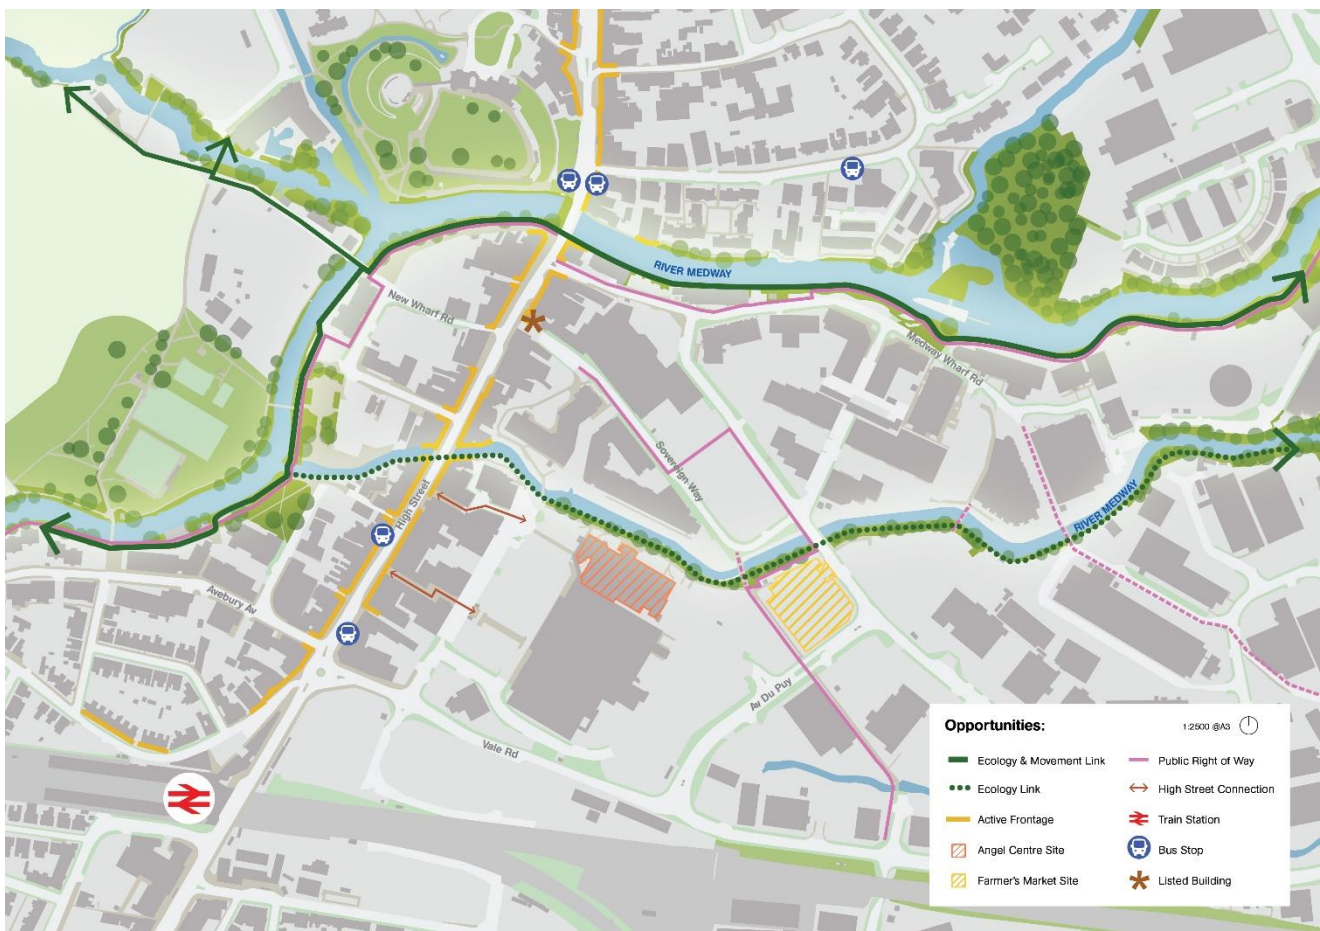 RIVER MEDWAY
New Wharf Rd
Medway Wharf Rd
Sovereign Way
High Street
RIVER MEDWAY
Avebury Av
Av Du Puy
Vale Rd
Opportunities:
1:2500 @A3
Ecology & Movement Link
Public Right of Way
Ecology Link
High Street Connection
Active Frontage
Train Station
Angel Centre Site
Bus Stop
Farmer's Market Site
Listed Building